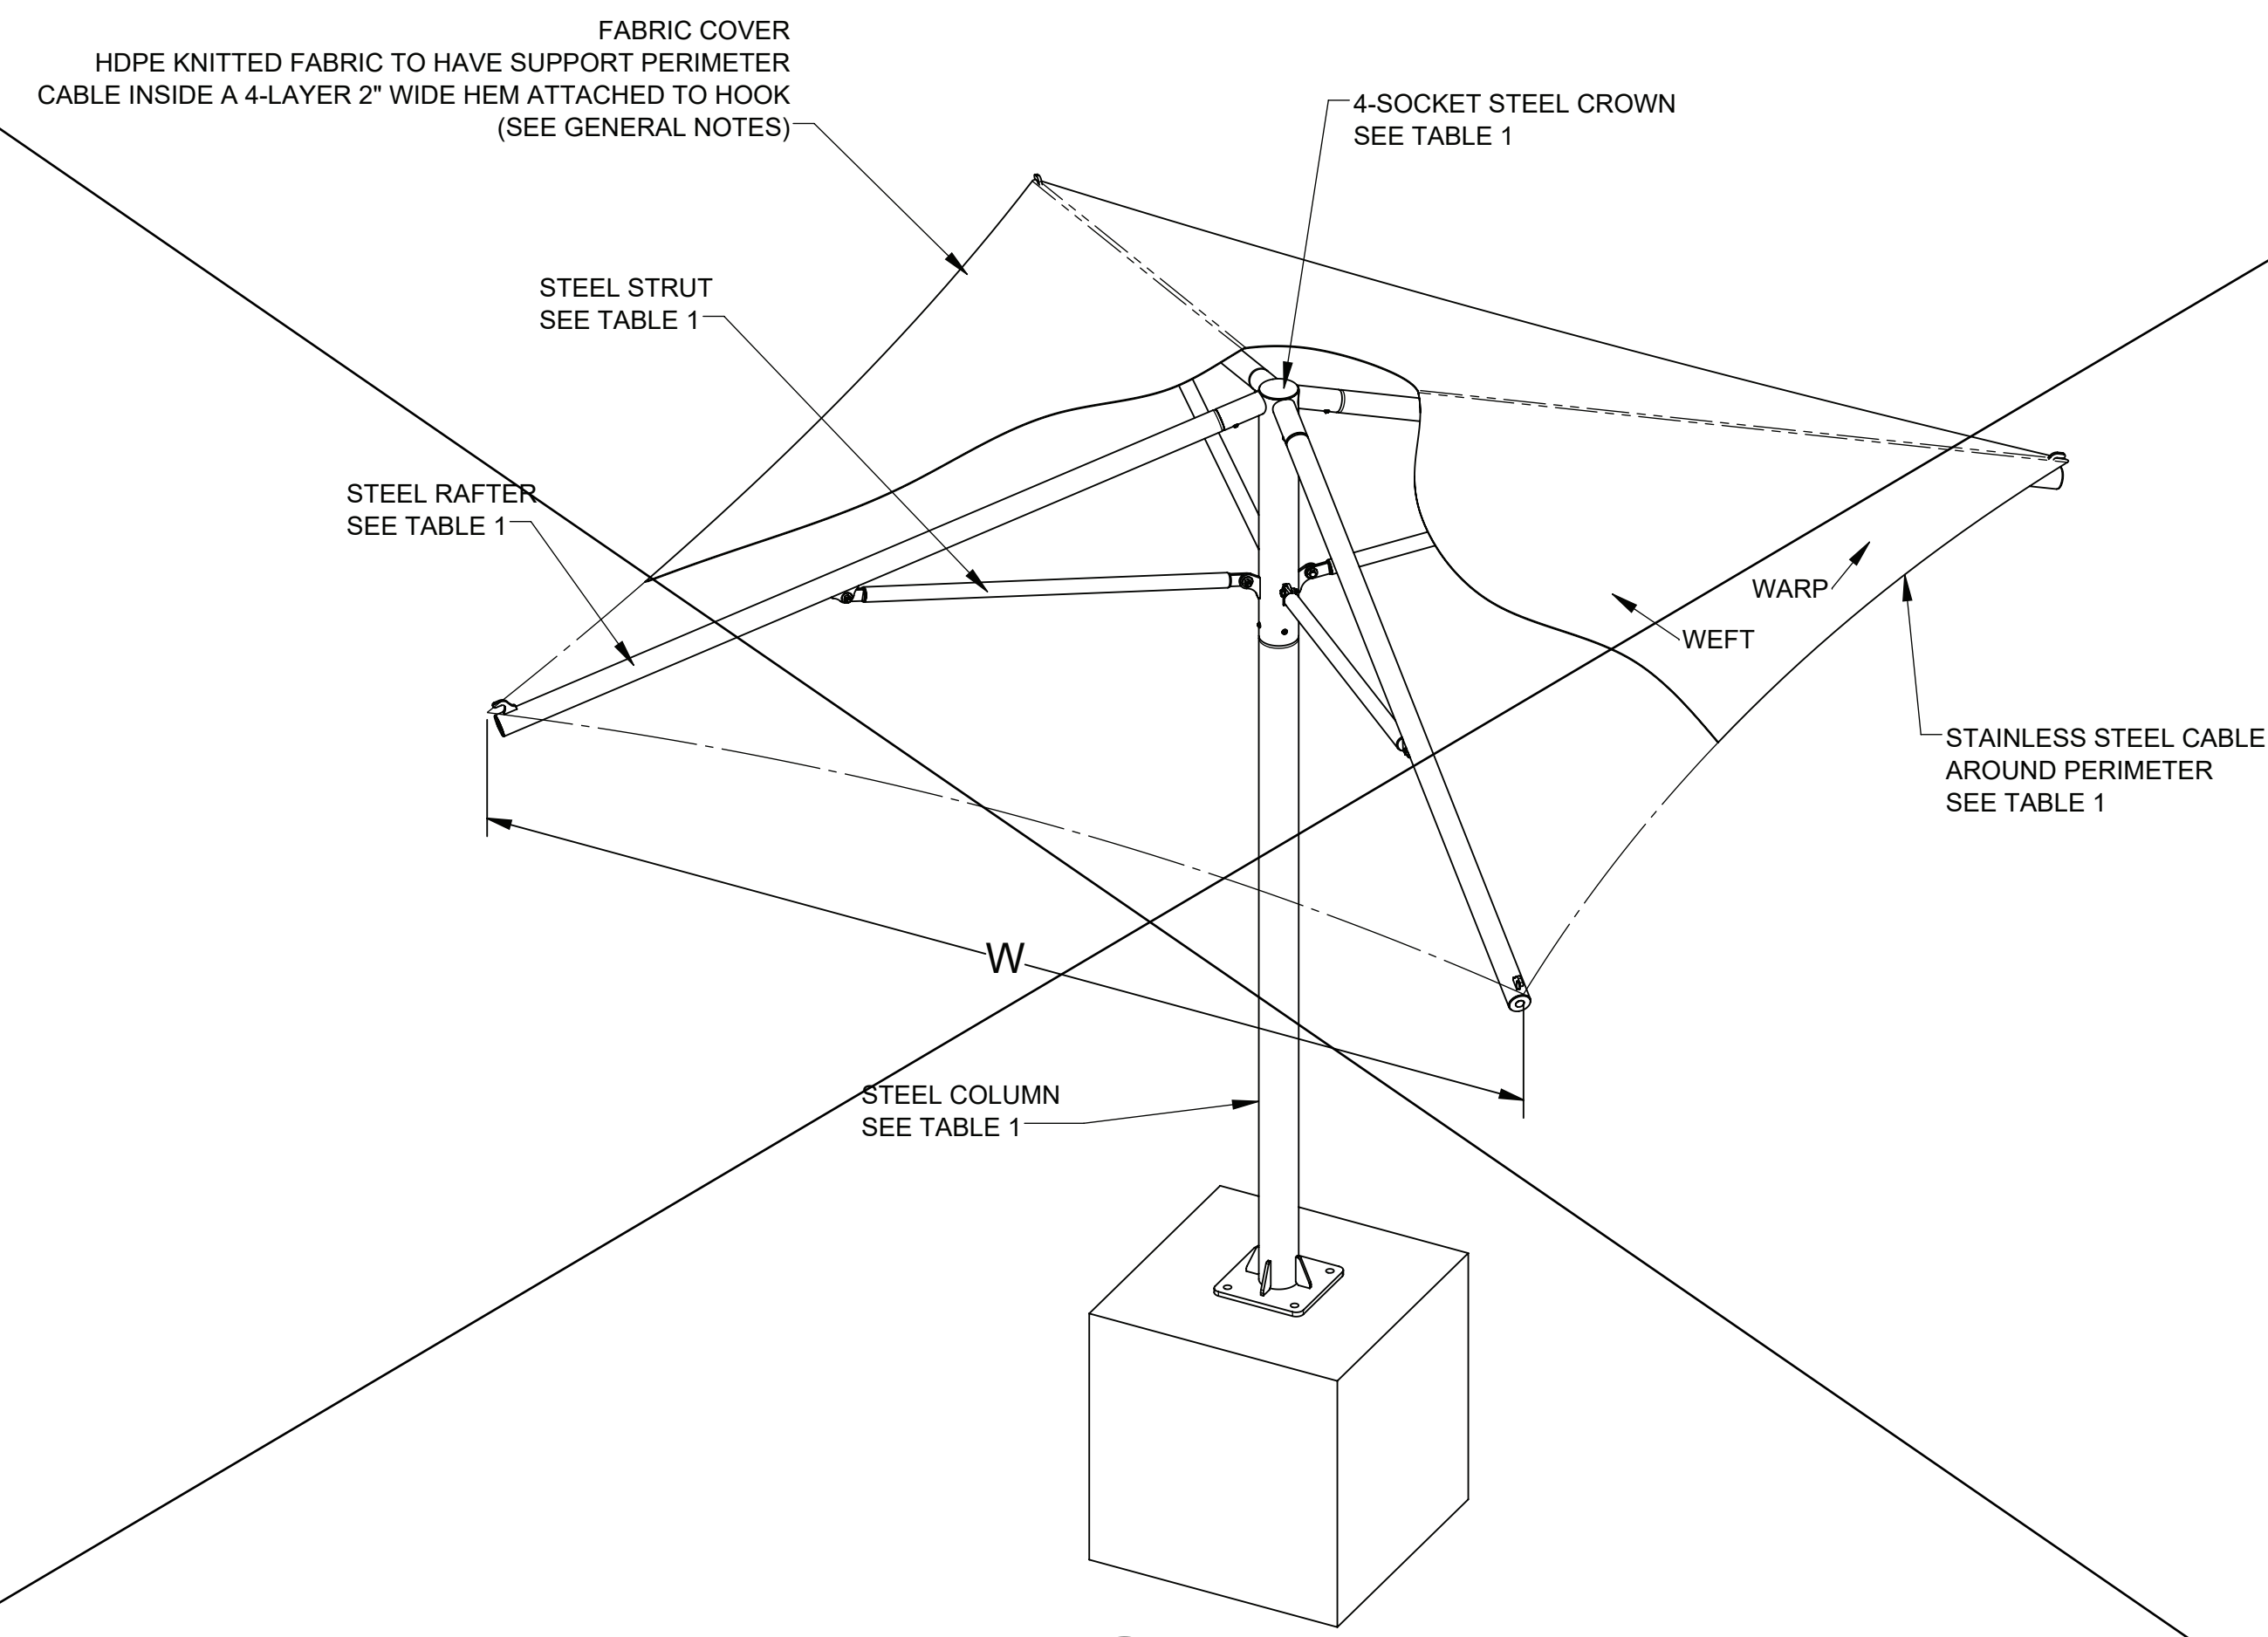 FABRIC COVER
HDPE KNITTED FABRIC TO HAVE SUPPORT PERIMETER
CABLE INSIDE A 4-LAYER 2" WIDE HEM ATTACHED TO HOOK
(SEE GENERAL NOTES)
4-SOCKET STEEL CROWN
SEE TABLE 1
STEEL STRUT
SEE TABLE 1
STEEL RAFTER
SEE TABLE 1
WARP
WEFT
STAINLESS STEEL CABLE
AROUND PERIMETER
SEE TABLE 1
W
STEEL COLUMN
SEE TABLE 1